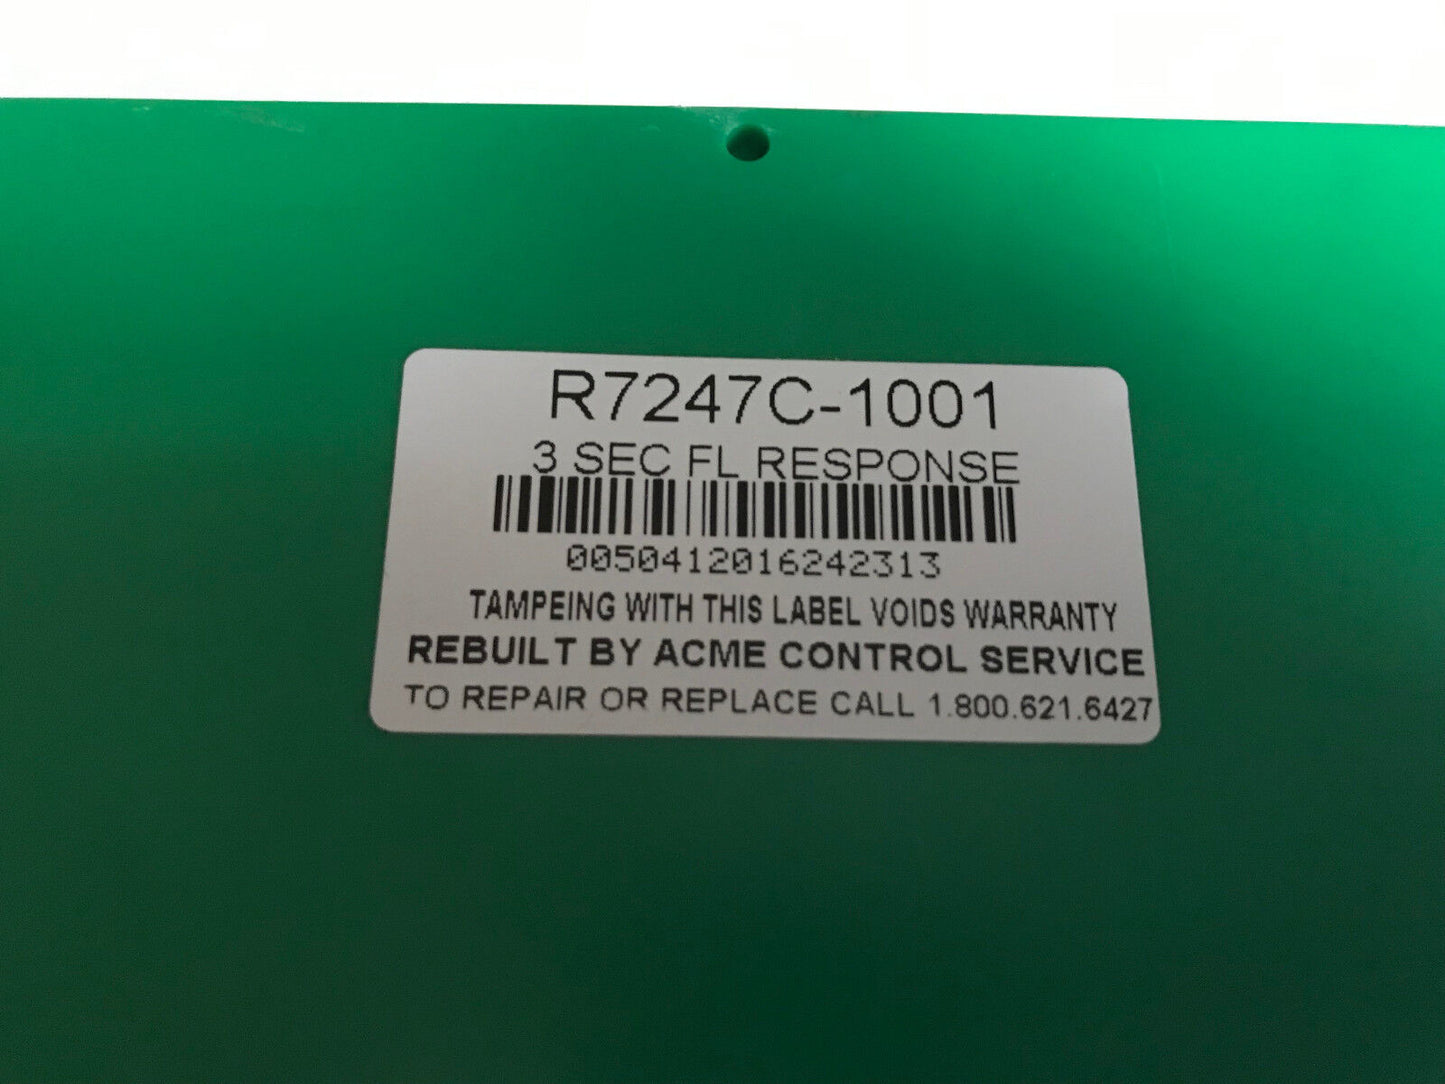 R7247C-1001
3 SEC FL RESPONSE
0050412016242313
TAMPEING WITH THIS LABEL VOIDS WARRANTY
REBUILT BY ACME CONTROL SERVICE
TO REPAIR OR REPLACE CALL 1.800.621.6427